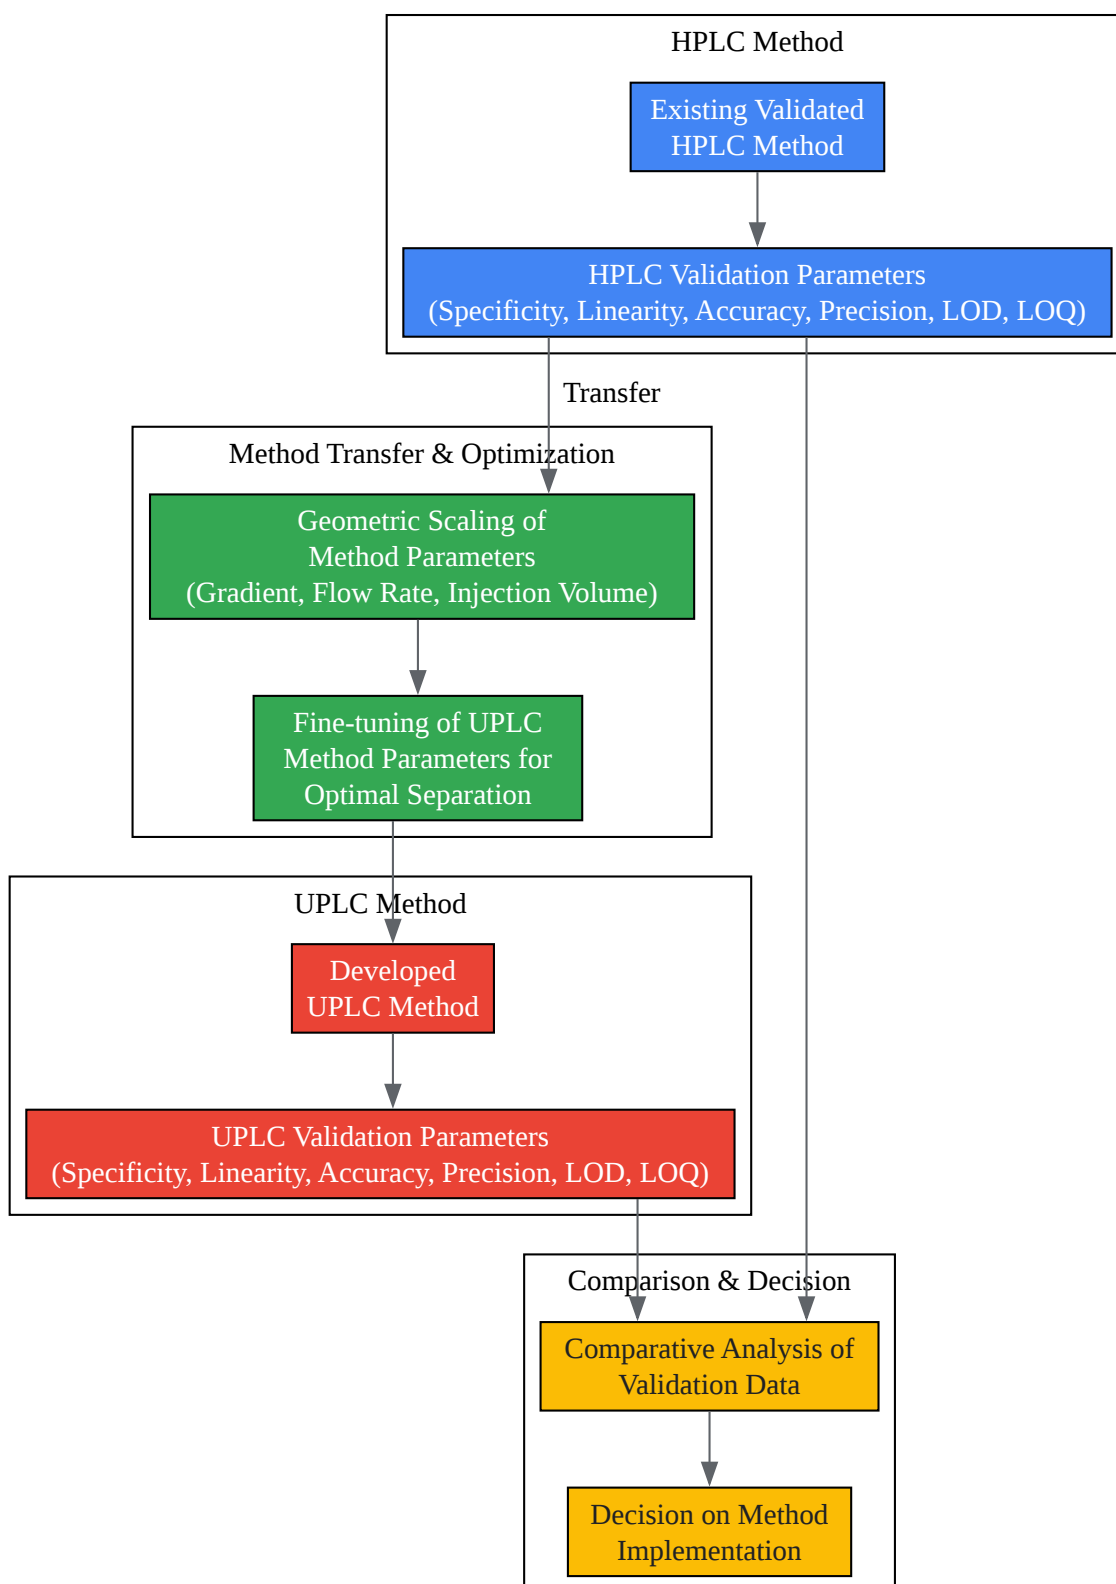 HPLC Method
Existing Validated
HPLC Method
HPLC Validation Parameters
(Specificity, Linearity, Accuracy, Precision, LOD, LOQ)
Transfer
Method Transfer & Optimization
Geometric Scaling of
Method Parameters
(Gradient, Flow Rate, Injection Volume)
Fine-tuning of UPLC
Method Parameters for
Optimal Separation
UPLC Method
Developed
UPLC Method
UPLC Validation Parameters
(Specificity, Linearity, Accuracy, Precision, LOD, LOQ)
Comparison & Decision
Comparative Analysis of
Validation Data
Decision on Method
Implementation